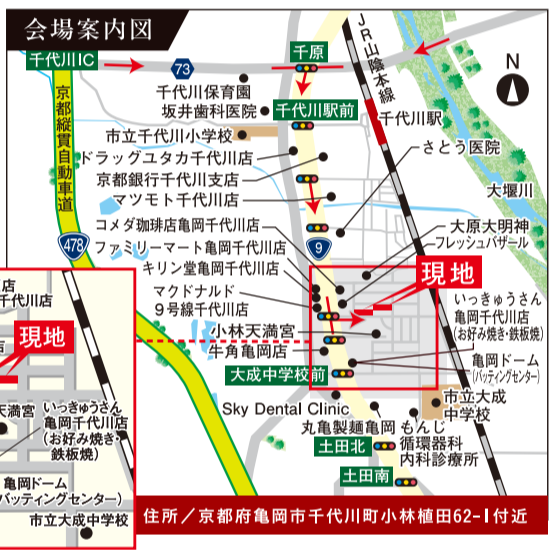 会場案内図
千代川IC
73
千原
JR山陰本線
N
千代川保育園
坂井歯科医院
千代川駅前
千代川駅
京都縦貫自動車道
市立千代川小学校
ドラッグユタカ千代川店
さとう医院
京都銀行千代川支店
マツモト千代川店
大堰川
コメダ珈琲店亀岡千代川店
478
ファミリーマート亀岡千代川店
9
大原大明神
フレッシュバザール
キリン堂亀岡千代川店
現地
マクドナルド
9号線千代川店
いっきゅうさん
亀岡千代川店
(お好み焼き・鉄板焼)
小林天満宮
牛角亀岡店
亀岡ドーム
(バッティングセンター)
大成中学校前
市立大成
中学校
Sky Dental Clinic
丸亀製麺亀岡
もんじ
循環器科
内科診療所
土田北
土田南
店
千代川店
現地
天満宮
いっきゅうさん
亀岡千代川店
(お好み焼き・
鉄板焼)
亀岡ドーム
バッティングセンター)
市立大成中学校
住所/京都府亀岡市千代川町小林植田62-1付近